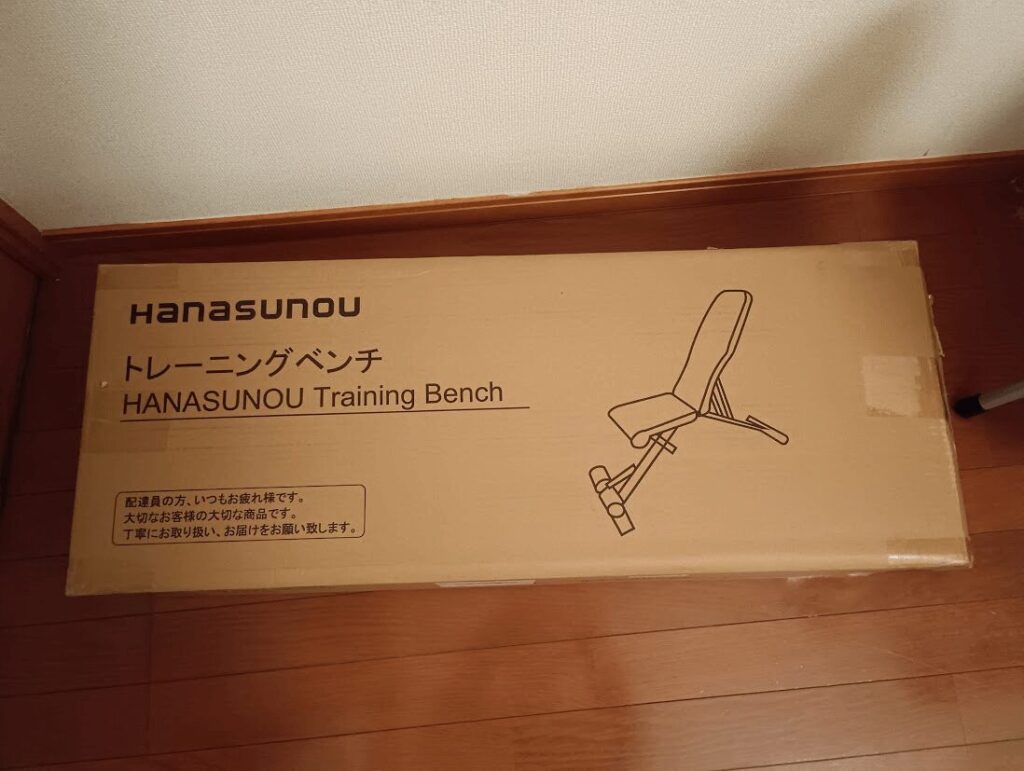 Hanasunou
トレーニングベンチ
HANASUNOU Training Bench
配達員の方、いつもお疲れ様です。
大切なお客様の大切な商品です。
丁寧にお取り扱い、お届けをお願い致します。